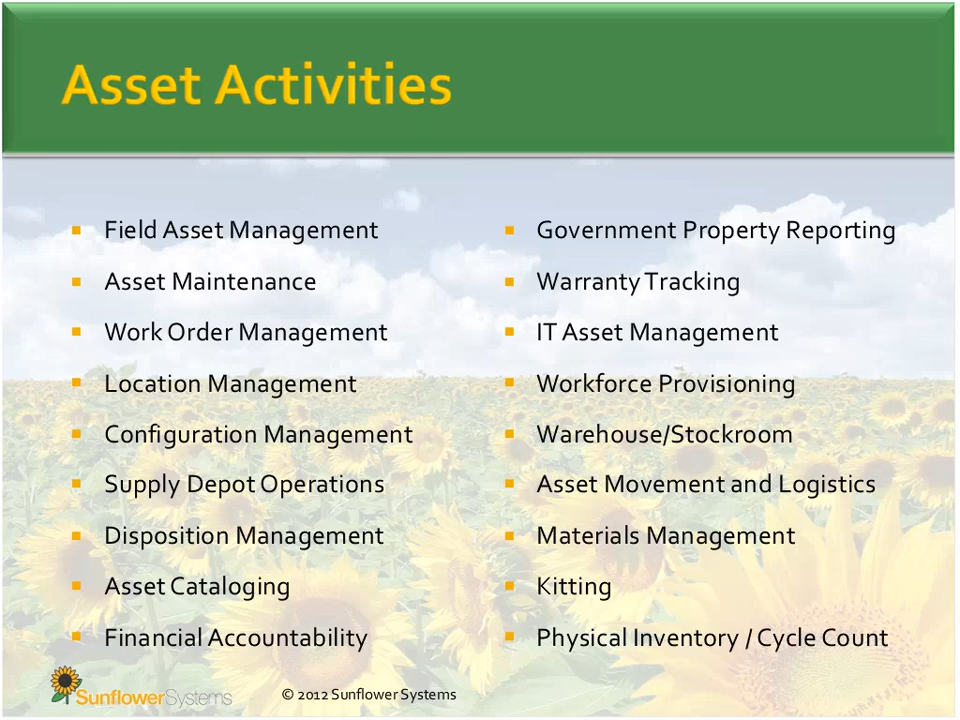 Asset Activities
Field Asset Management
Asset Maintenance
Work Order Management
Location Management
Configuration Management
Supply Depot Operations
Disposition Management
Asset Cataloging
Financial Accountability
Government Property Reporting
Warranty Tracking
IT Asset Management
Workforce Provisioning
Warehouse/Stockroom
Asset Movement and Logistics
Materials Management
Kitting
Physical Inventory / Cycle Count
SunflowerSystems
© 2012 Sunflower Systems